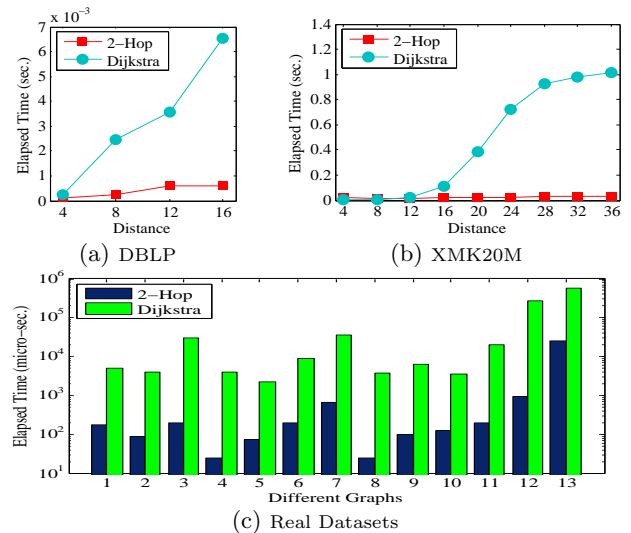 7 x 10^-3
2-Hop
Dijkstra
6
5
4
3
2
1
0
4 8 12 16
Elapsed Time (sec.)
Distance
(a) DBLP
1.4
2-Hop
Dijkstra
1.2
1
0.8
0.6
0.4
0.2
0
4 8 12 16 20 24 28 32 36
Elapsed Time (sec.)
Distance
(b) XMK20M
10^6
2-Hop
Dijkstra
10^5
10^4
10^3
10^2
10^1
1 2 3 4 5 6 7 8 9 10 11 12 13
Elapsed Time (micro-sec.)
Different Graphs
(c) Real Datasets